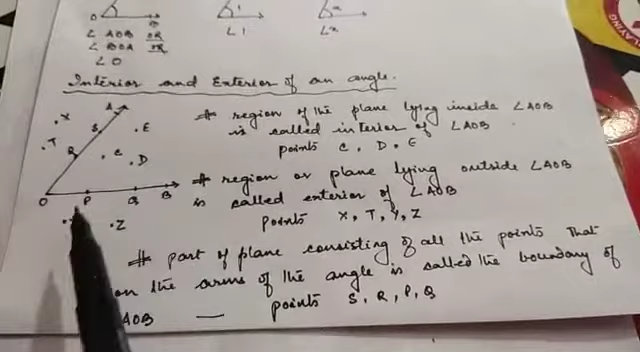 O B
∠ AOB OR
∠ BOA OR
∠ O
1
∠1
x
∠x
Interior and Exterior of an angle.
X A
T S E
R C D
O P Q B
Z
# region of the plane lying inside ∠AOB
is called interior of ∠AOB
points C, D, E
# region or plane lying outside ∠AOB
is called exterior of ∠AOB
points X, T, Y, Z
# part of plane consisting of all the points that
on the arms of the angle is called the boundary of
AOB — points S, R, P, Q
PLAYING